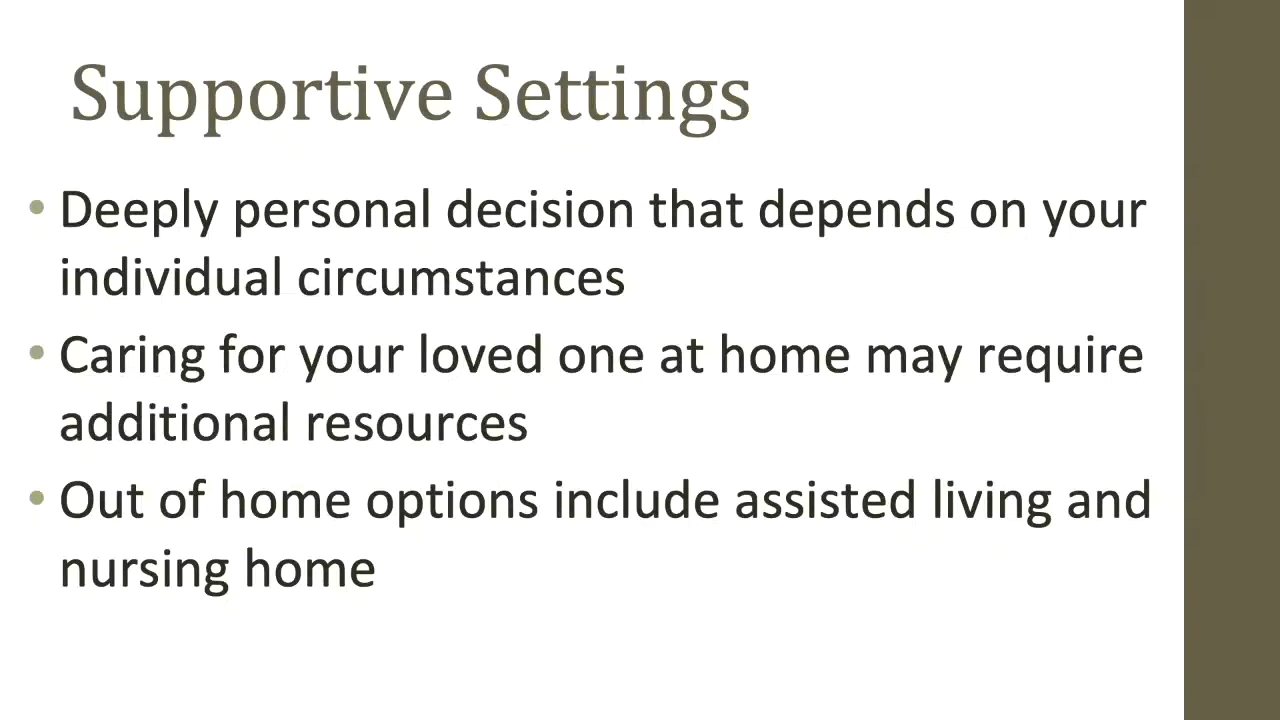 Supportive Settings
• Deeply personal decision that depends on your
individual circumstances
• Caring for your loved one at home may require
additional resources
• Out of home options include assisted living and
nursing home